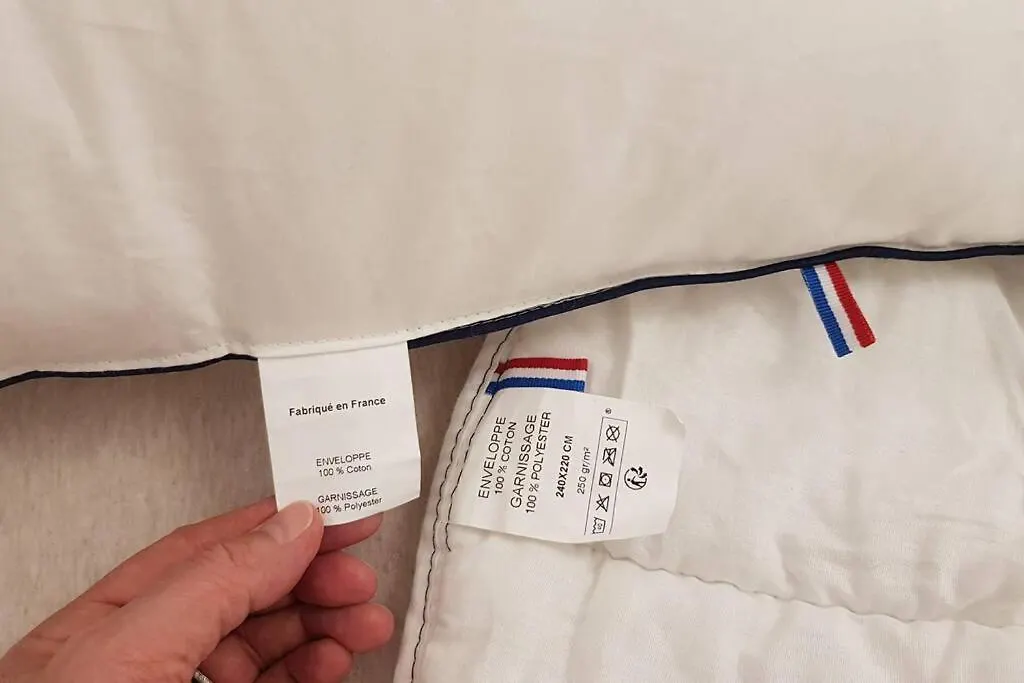 Fabriqué en France
ENVELOPPE
100 % Coton
GARNISSAGE
100 % Polyester
ENVELOPPE
100 % COTON
GARNISSAGE
100 % POLYESTER
240X220 CM
250 gr/m²